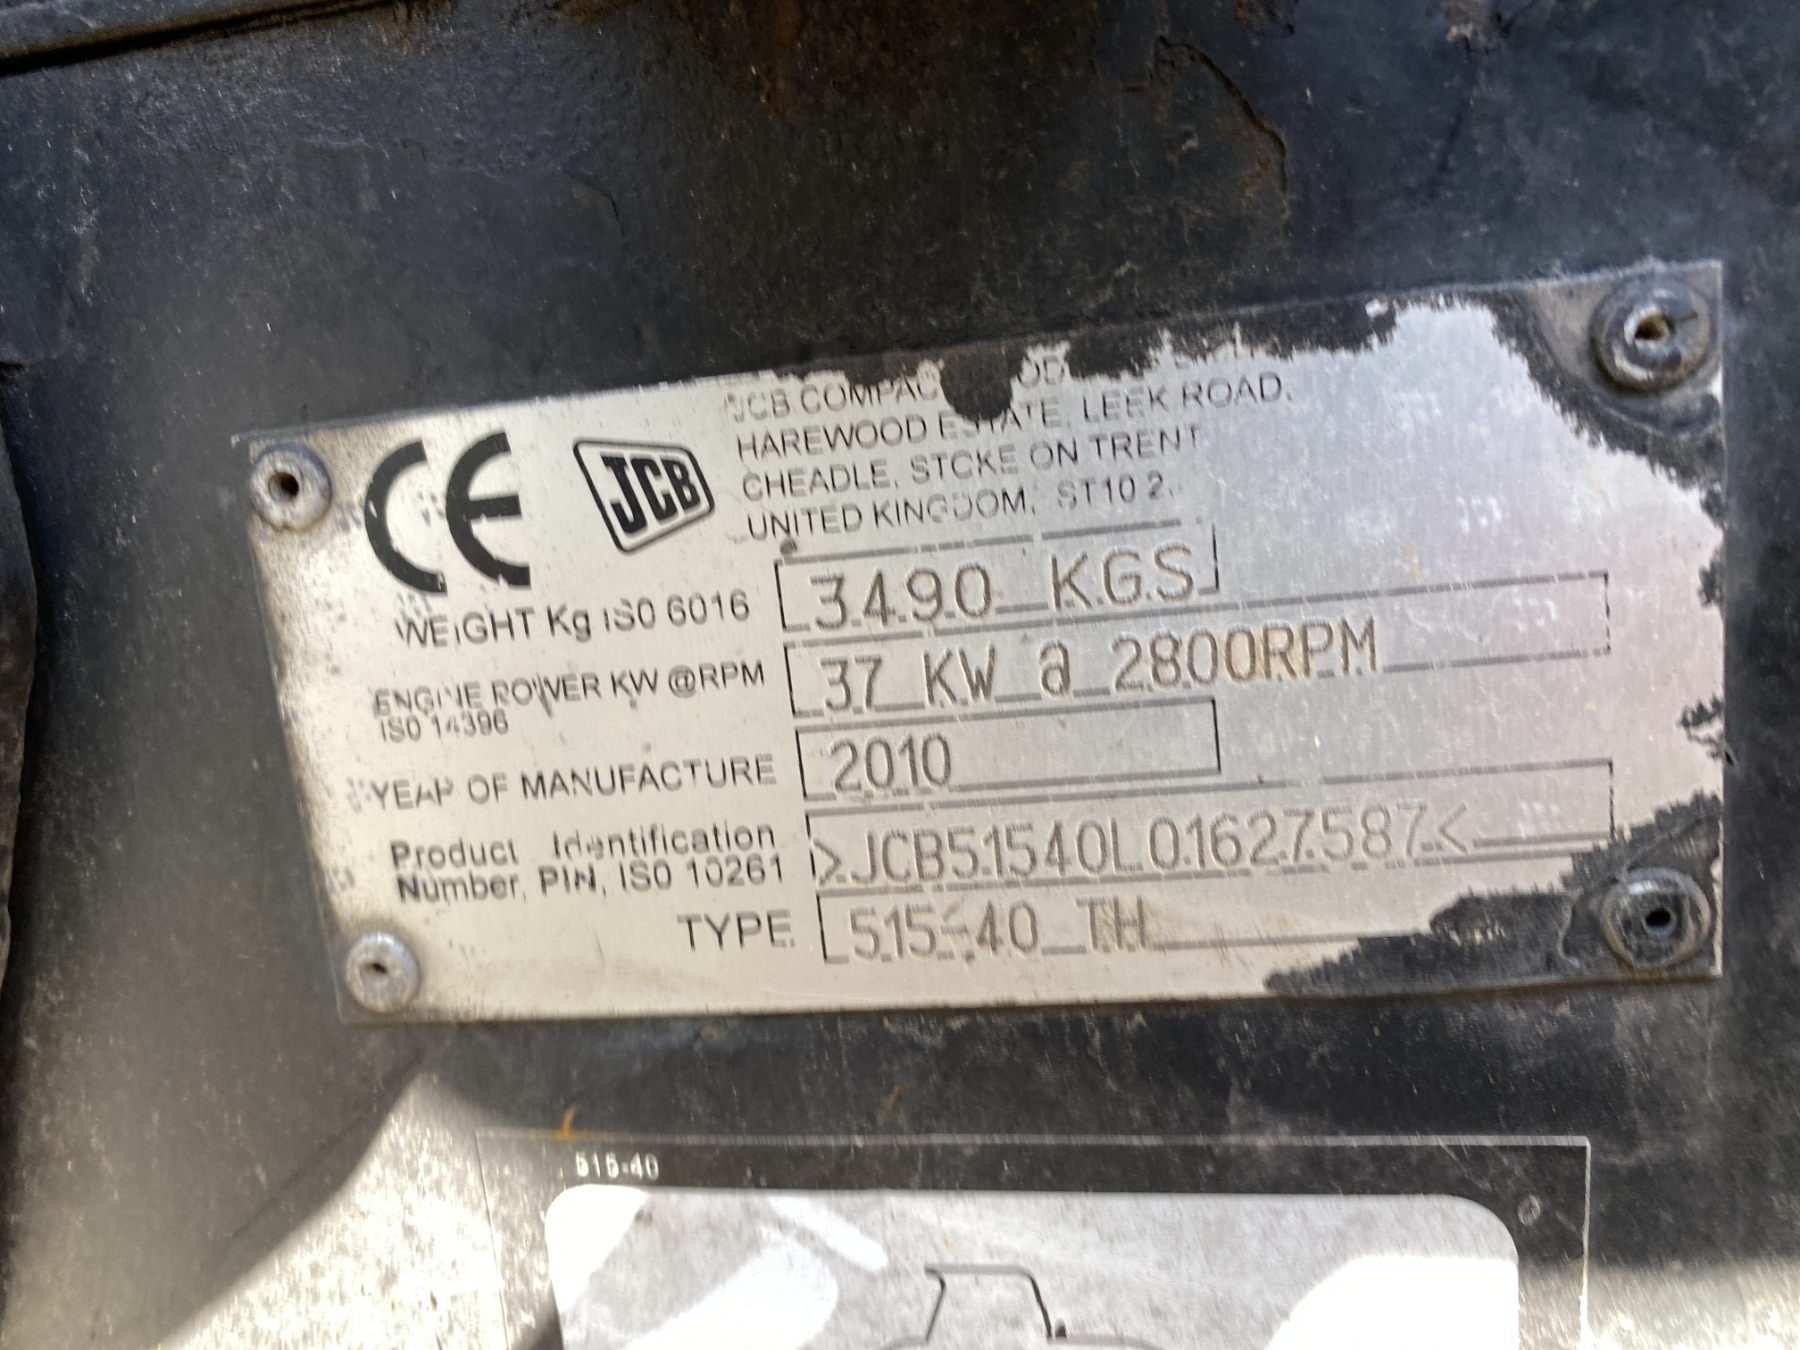 CE
JCB
JCB COMPAC
HAREWOOD ESTATE, LEEK ROAD,
CHEADLE, STOKE ON TRENT
UNITED KINGDOM, ST10 2
WEIGHT Kg ISO 6016 3490 KGS
ENGINE POWER KW @RPM 37 KW a 2800RPM
ISO 14396
YEAR OF MANUFACTURE 2010
Product Identification
Number, PIN, ISO 10261 >JCB51540L01627587<
TYPE 515-40 TH
515-40